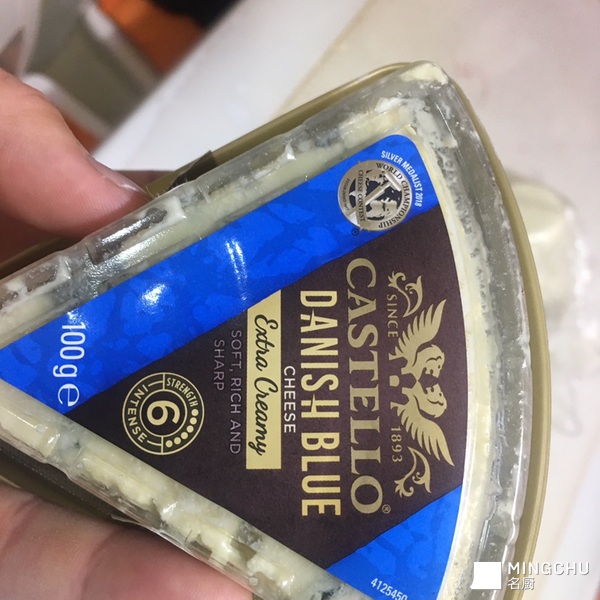 SILVER MEDALIST 2018
WORLD CHAMPIONSHIP
CHEESE CONTEST
SINCE 1893
CASTELLO®
DANISH BLUE
CHEESE
Extra Creamy
SOFT, RICH AND
SHARP
STRENGTH
6
INTENSE
100 g e
4125450
MINGCHU
名厨